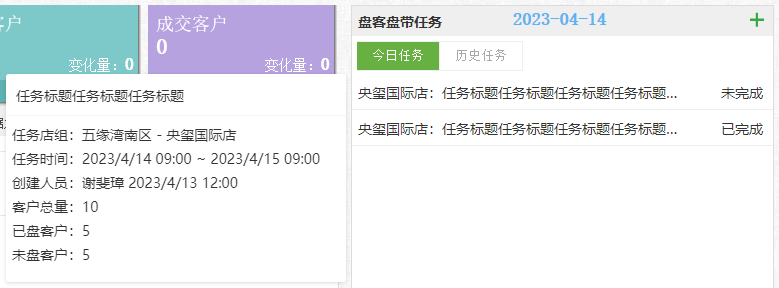 客户
成交客户
0
变化量：0
变化量：0
任务标题任务标题任务标题
任务店组：五缘湾南区 - 央玺国际店
任务时间：2023/4/14 09:00 ~ 2023/4/15 09:00
创建人员：谢斐璋 2023/4/13 12:00
客户总量：10
已盘客户：5
未盘客户：5
盘客盘带任务
2023-04-14
+
今日任务
历史任务
央玺国际店：任务标题任务标题任务标题任务标题...
未完成
央玺国际店：任务标题任务标题任务标题任务标题...
已完成